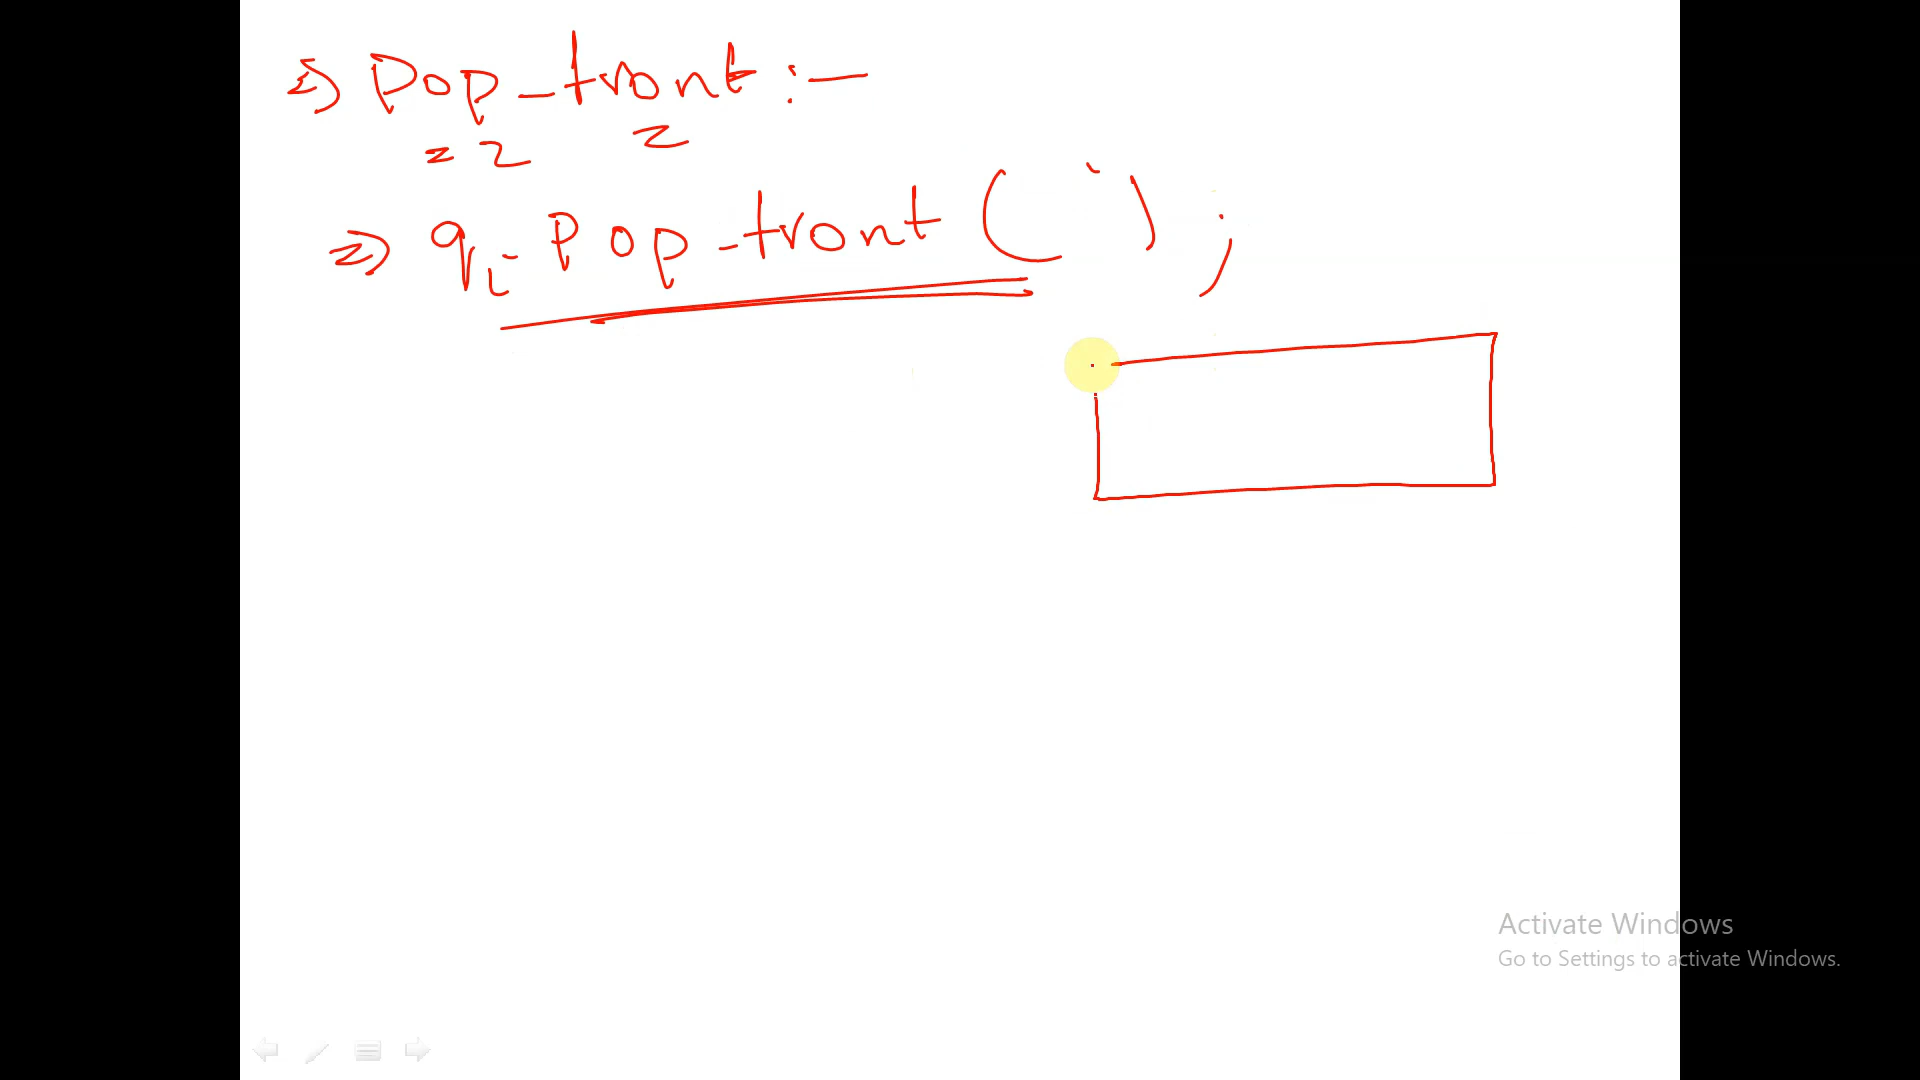 ⇒ Pop_front :-
⇒ q. Pop_front ( ) ;
Activate Windows
Go to Settings to activate Windows.